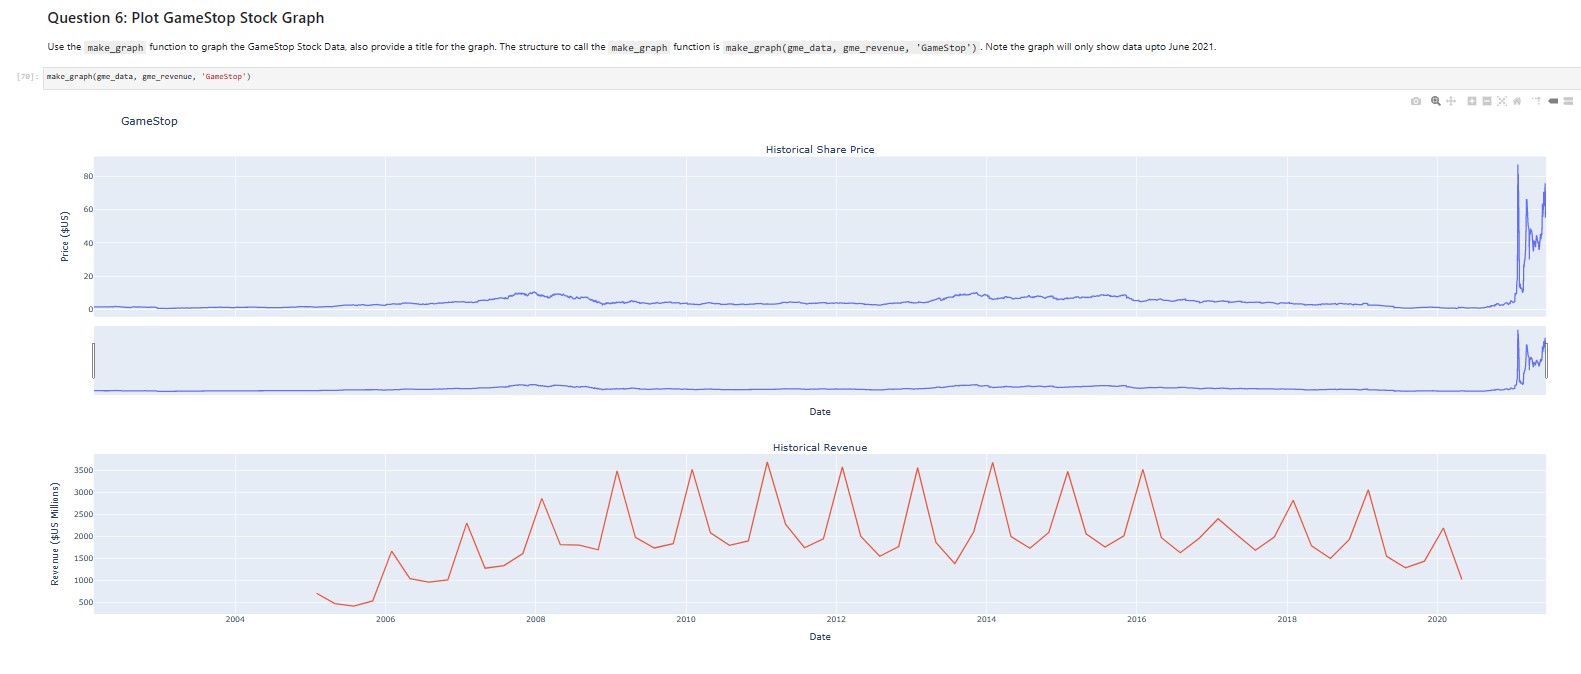 Question 6: Plot GameStop Stock Graph
Use the make_graph function to graph the GameStop Stock Data, also provide a title for the graph. The structure to call the make_graph function is make_graph(gme_data, gme_revenue, 'GameStop') . Note the graph will only show data upto June 2021.
[70]: make_graph(gme_data, gme_revenue, 'GameStop')
GameStop
Historical Share Price
80
60
40
20
0
Price ($US)
Date
Historical Revenue
3500
3000
2500
2000
1500
1000
500
Revenue ($US Millions)
2004 2006 2008 2010 2012 2014 2016 2018 2020
Date